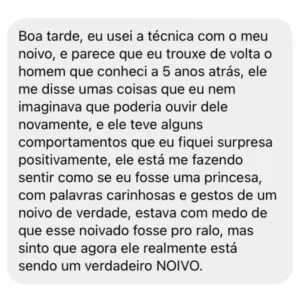 Boa tarde, eu usei a técnica com o meu
noivo, e parece que eu trouxe de volta o
homem que conheci a 5 anos atrás, ele
me disse umas coisas que eu nem
imaginava que poderia ouvir dele
novamente, e ele teve alguns
comportamentos que eu fiquei surpresa
positivamente, ele está me fazendo
sentir como se eu fosse uma princesa,
com palavras carinhosas e gestos de um
noivo de verdade, estava com medo de
que esse noivado fosse pro ralo, mas
sinto que agora ele realmente está
sendo um verdadeiro NOIVO.